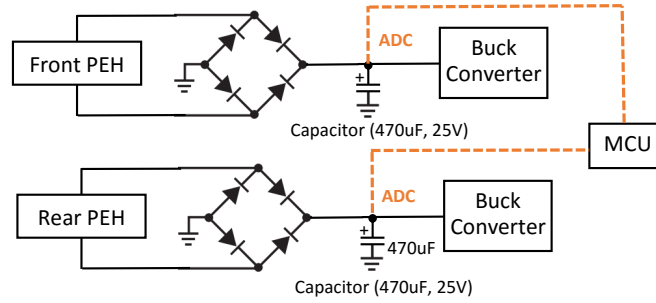 ADC
Buck
Converter
Front PEH
+
Capacitor (470uF, 25V)
MCU
ADC
Buck
Converter
Rear PEH
+
470uF
Capacitor (470uF, 25V)